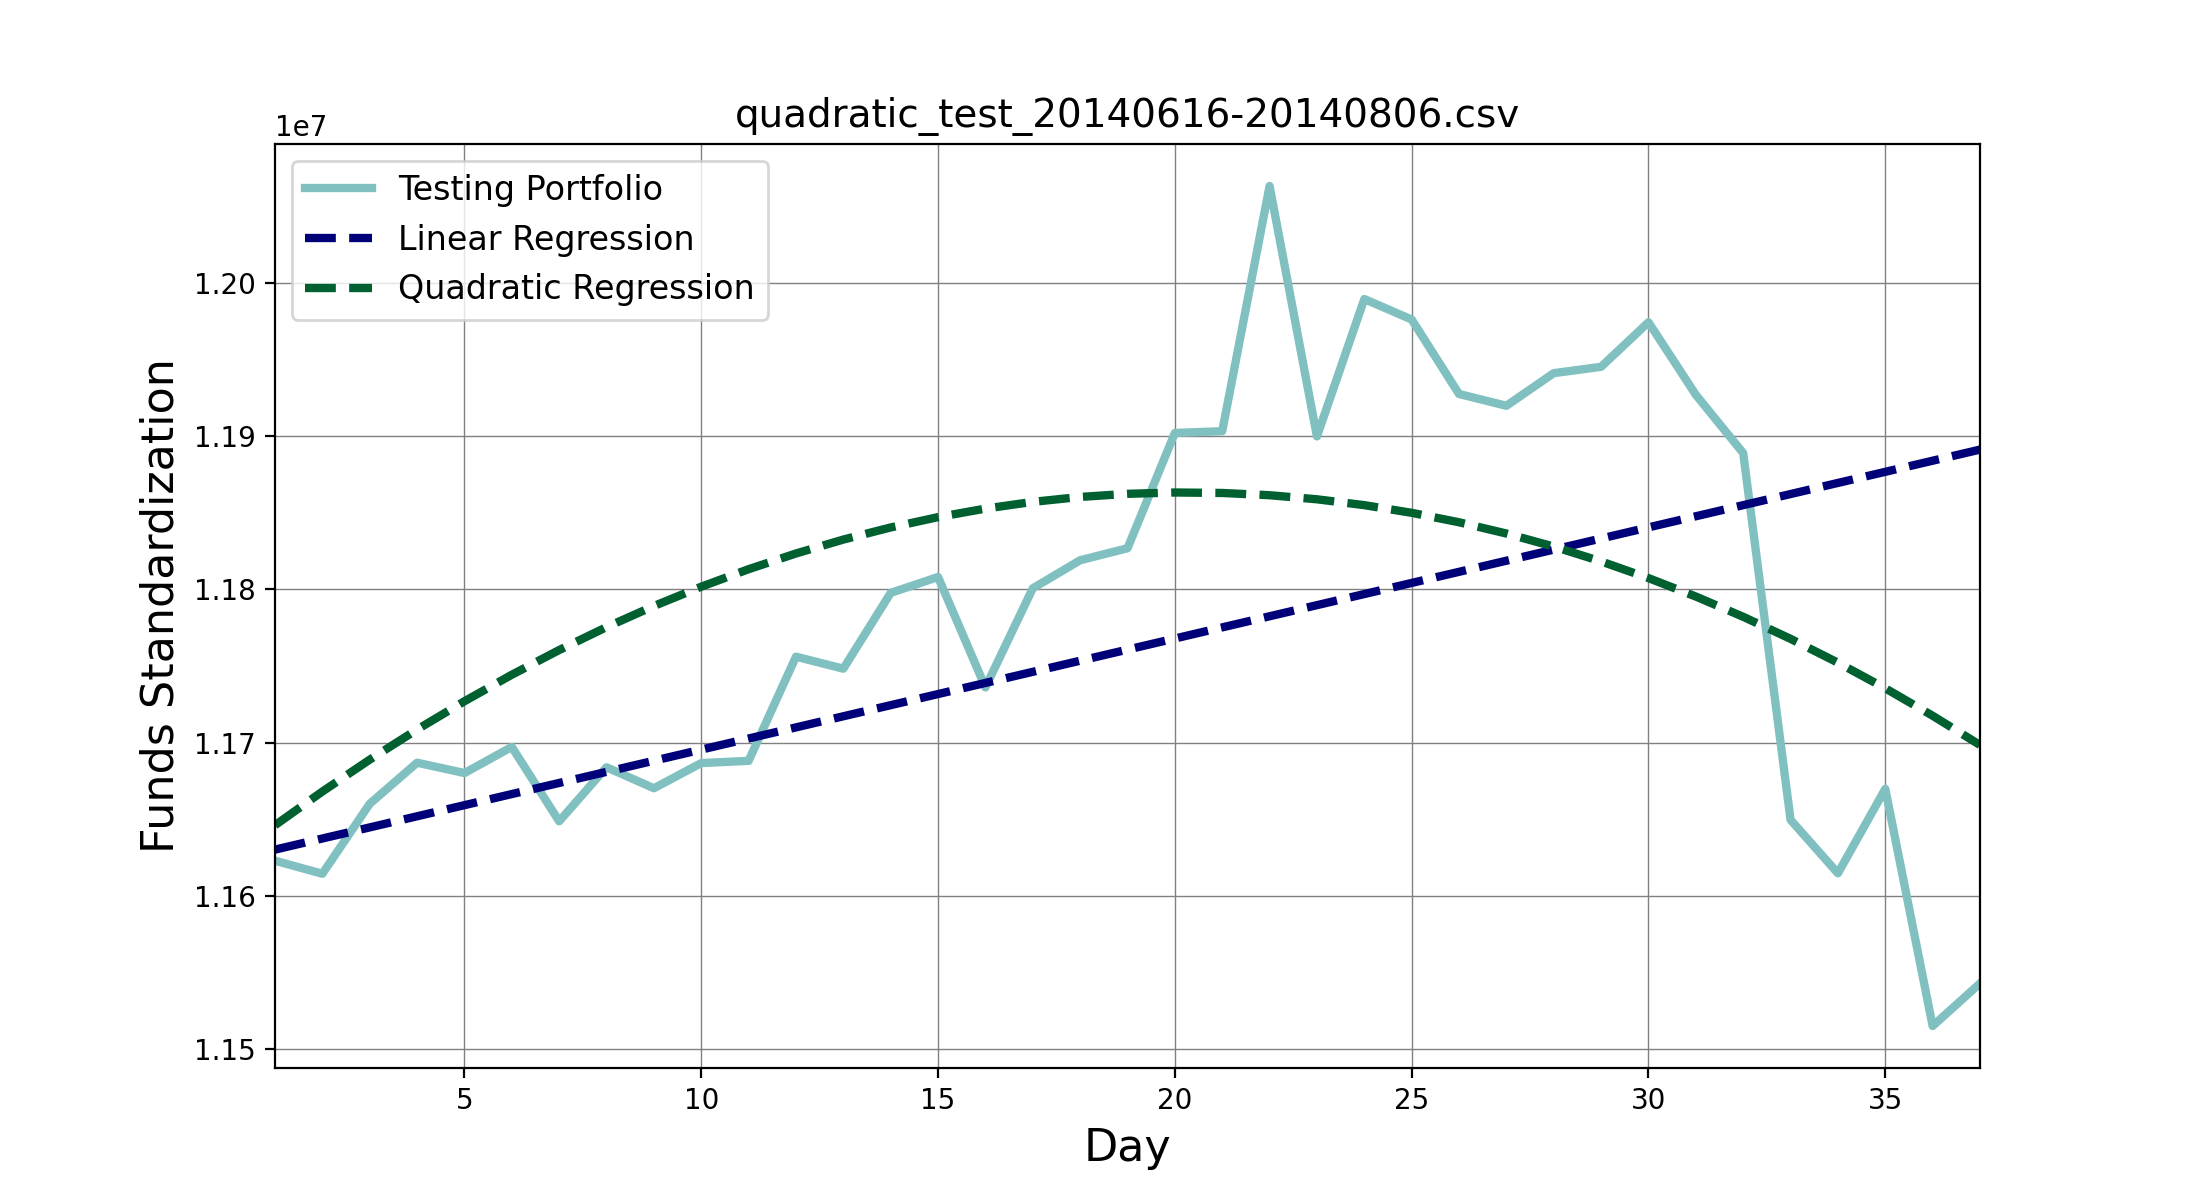 quadratic_test_20140616-20140806.csv
1e7
Testing Portfolio
Linear Regression
Quadratic Regression
1.20
1.19
1.18
1.17
1.16
1.15
Funds Standardization
5 10 15 20 25 30 35
Day